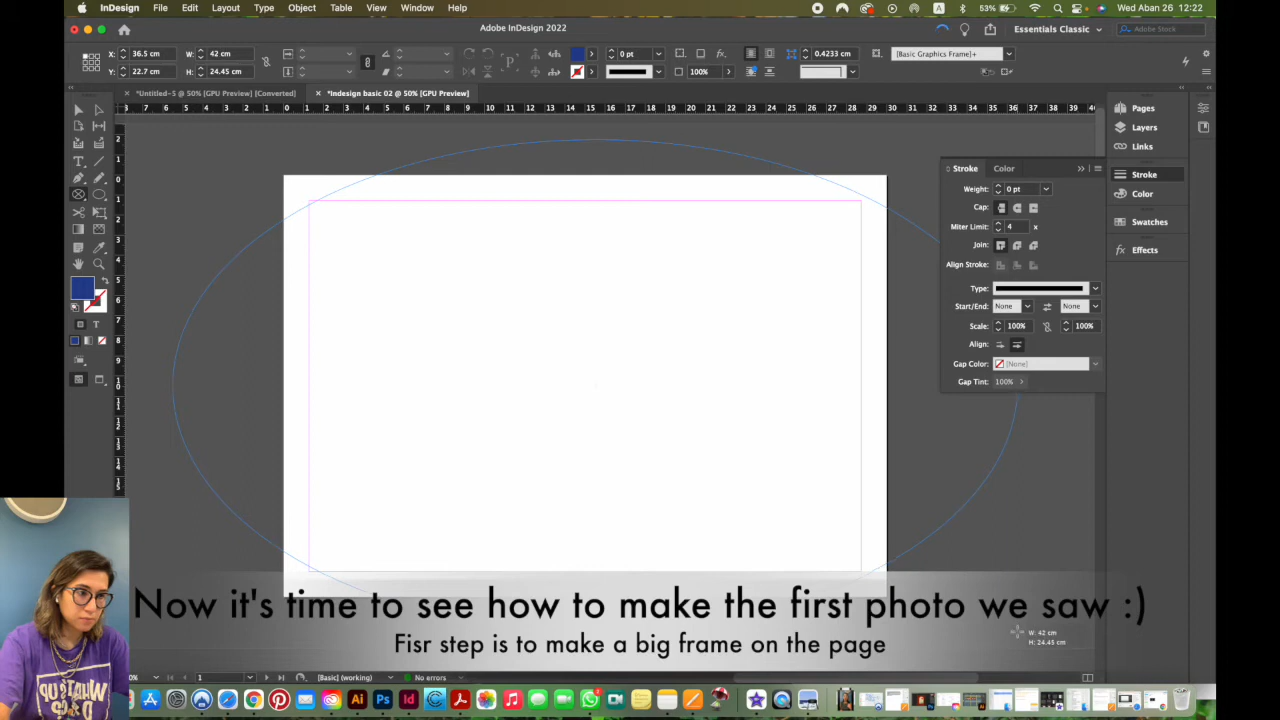 InDesign File Edit Layout Type Object Table View Window Help
Wed Aban 26 12:22
Adobe InDesign 2022
Essentials Classic
Adobe Stock
X: 36.5 cm W: 42 cm
Y: 22.7 cm H: 24.45 cm
0 pt
100%
0.4233 cm
[Basic Graphics Frame]+
*Untitled-5 @ 50% [GPU Preview] [Converted]
*Indesign basic 02 @ 50% [GPU Preview]
Pages
Layers
Links
Stroke
Color
Swatches
Effects
Stroke Color
Weight: 0 pt
Cap:
Miter Limit: 4 x
Join:
Align Stroke:
Type:
Start/End: None None
Scale: 100% 100%
Align:
Gap Color: [None]
Gap Tint: 100%
Now it's time to see how to make the first photo we saw :)
Fisr step is to make a big frame on the page
W: 42 cm
H: 24.45 cm
1
[Basic] (working)
No errors